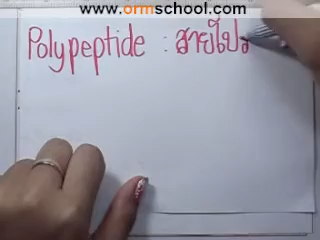 www.ormschool.com
Polypeptide : สายโป